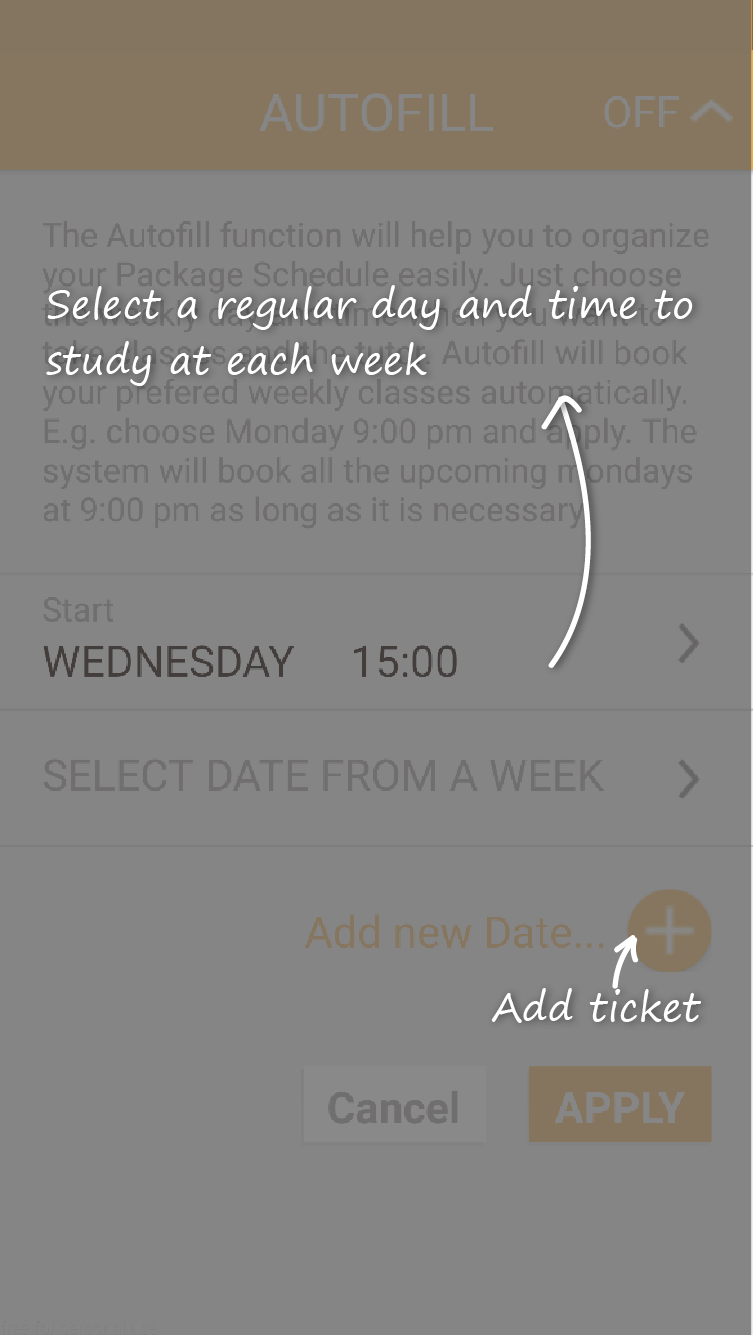 AUTOFILL OFF
The Autofill function will help you to organize
your Package Schedule easily. Just choose
Select a regular day and time to
the weekly day and time when you want to
study at each week
take classes and the tutor. Autofill will book
your prefered weekly classes automatically.
E.g. choose Monday 9:00 pm and apply. The
system will book all the upcoming mondays
at 9:00 pm as long as it is necessary
Start
WEDNESDAY 15:00
SELECT DATE FROM A WEEK
Add new Date...
Add ticket
Cancel APPLY